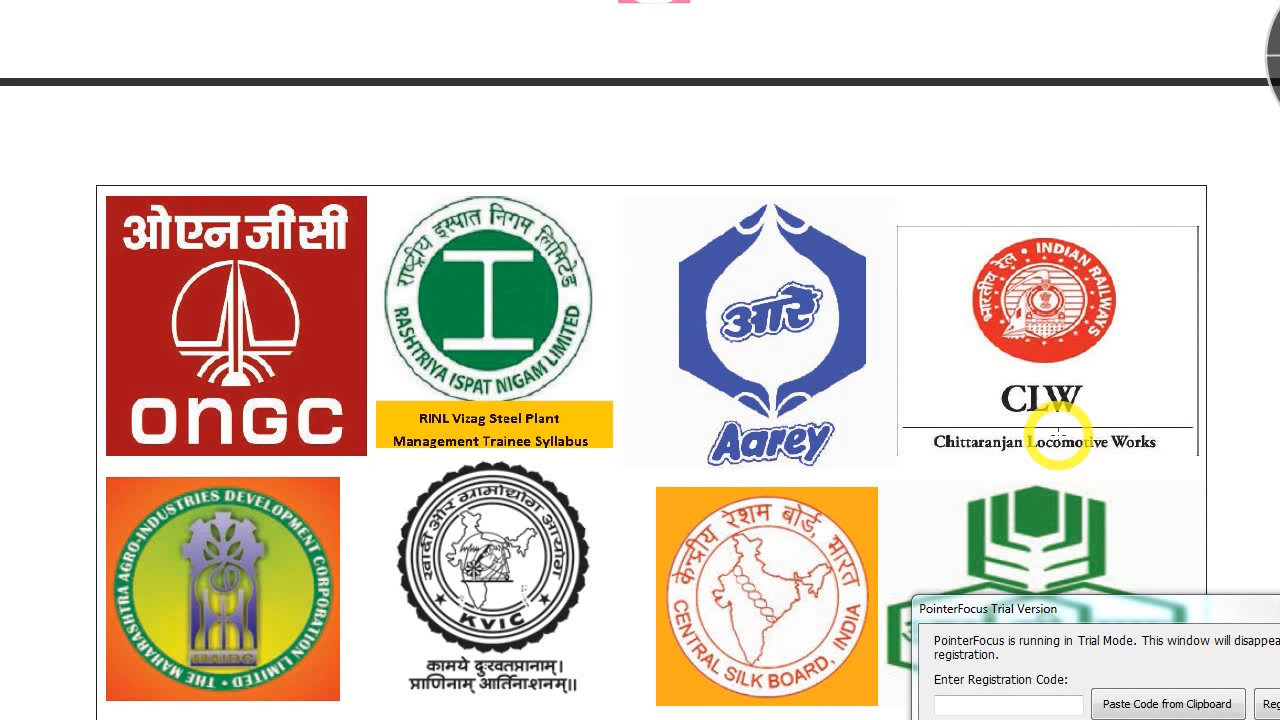 ओ एन जी सी
ONGC
राष्ट्रीय इस्पात निगम लिमिटेड
RASHTRIYA ISPAT NIGAM LIMITED
RINL Vizag Steel Plant
Management Trainee Syllabus
आरे
Aarey
भारतीय रेल • INDIAN RAILWAYS
CLW
Chittaranjan Locomotive Works
THE MAHARASHTRA AGRO-INDUSTRIES DEVELOPMENT CORPORATION LIMITED •
M.A.I.D.C
खादी और ग्रामोद्योग आयोग
KVIC
कामये दुःखतप्तानाम्।
प्राणिनाम् आर्तिनाशनम्॥
केन्द्रीय रेशम बोर्ड, भारत
CENTRAL SILK BOARD, INDIA
PointerFocus Trial Version
PointerFocus is running in Trial Mode. This window will disappe
registration.
Enter Registration Code:
Paste Code from Clipboard
Reg